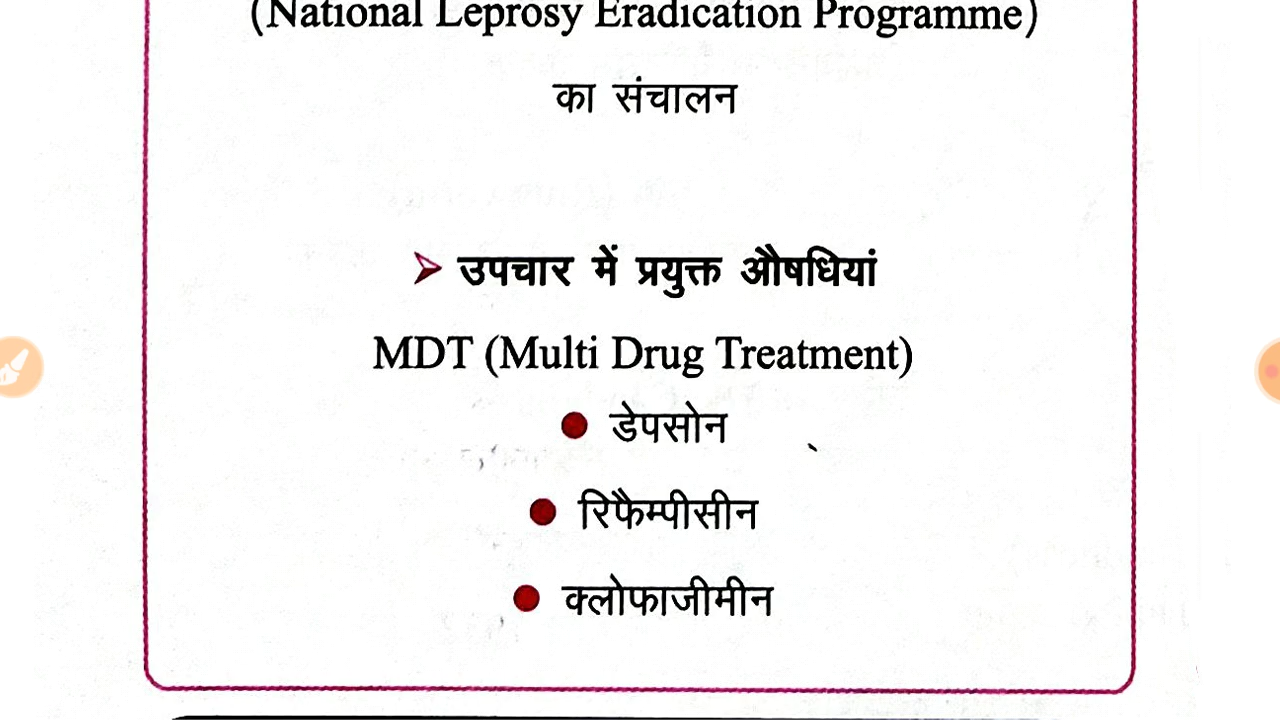 (National Leprosy Eradication Programme)
का संचालन
➢ उपचार में प्रयुक्त औषधियां
MDT (Multi Drug Treatment)
● डेपसोन
● रिफैम्पीसीन
● क्लोफाजीमीन